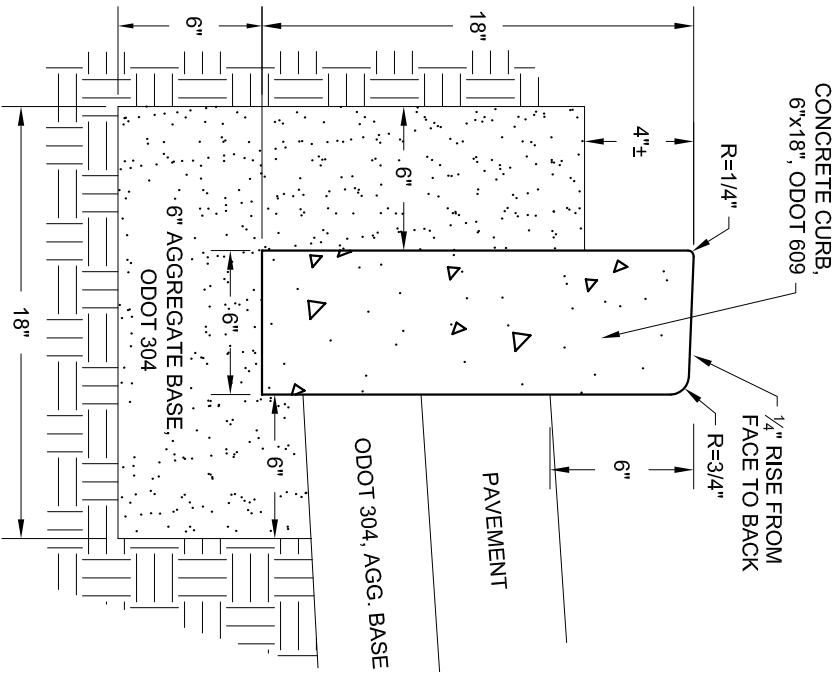 CONCRETE CURB,
6"x18", ODOT 609
1/4" RISE FROM
FACE TO BACK
R=1/4"
R=3/4"
4"±
6"
18"
6"
6"
PAVEMENT
ODOT 304, AGG. BASE
6"
6"
6" AGGREGATE BASE,
ODOT 304
18"